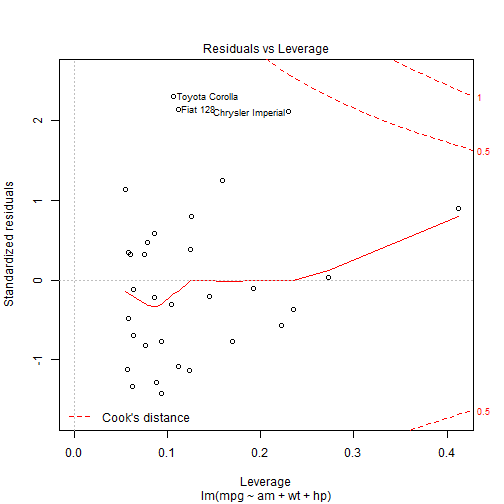 Residuals vs Leverage
Standardized residuals
2
1
0
-1
Toyota Corolla
Fiat 128
Chrysler Imperial
1
0.5
0.5
Cook's distance
0.0 0.1 0.2 0.3 0.4
Leverage
lm(mpg ~ am + wt + hp)